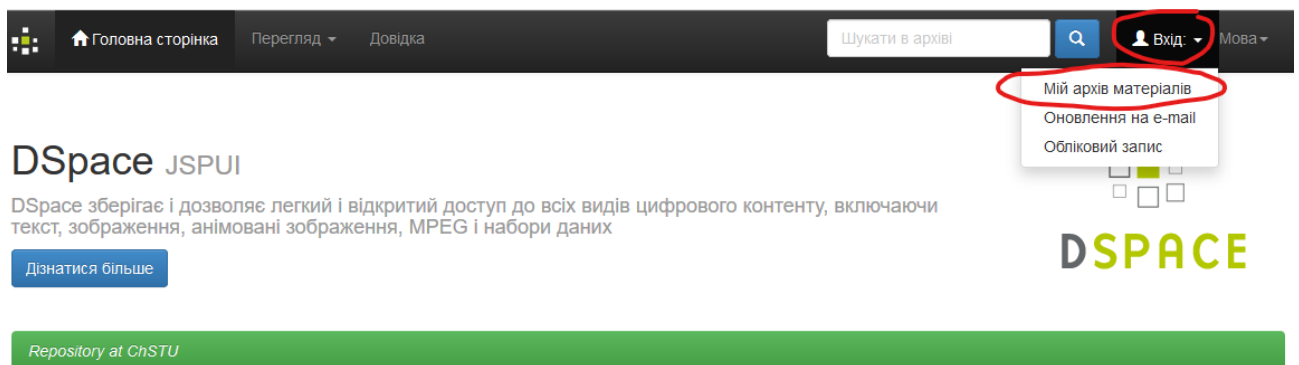 Головна сторінка Перегляд Довідка Шукати в архіві Вхід: Мова
Мій архів матеріалів
Оновлення на e-mail
Обліковий запис
DSpace JSPUI
DSpace зберігає і дозволяє легкий і відкритий доступ до всіх видів цифрового контенту, включаючи
текст, зображення, анімовані зображення, MPEG і набори даних
DSPACE
Дізнатися більше
Repository at ChSTU